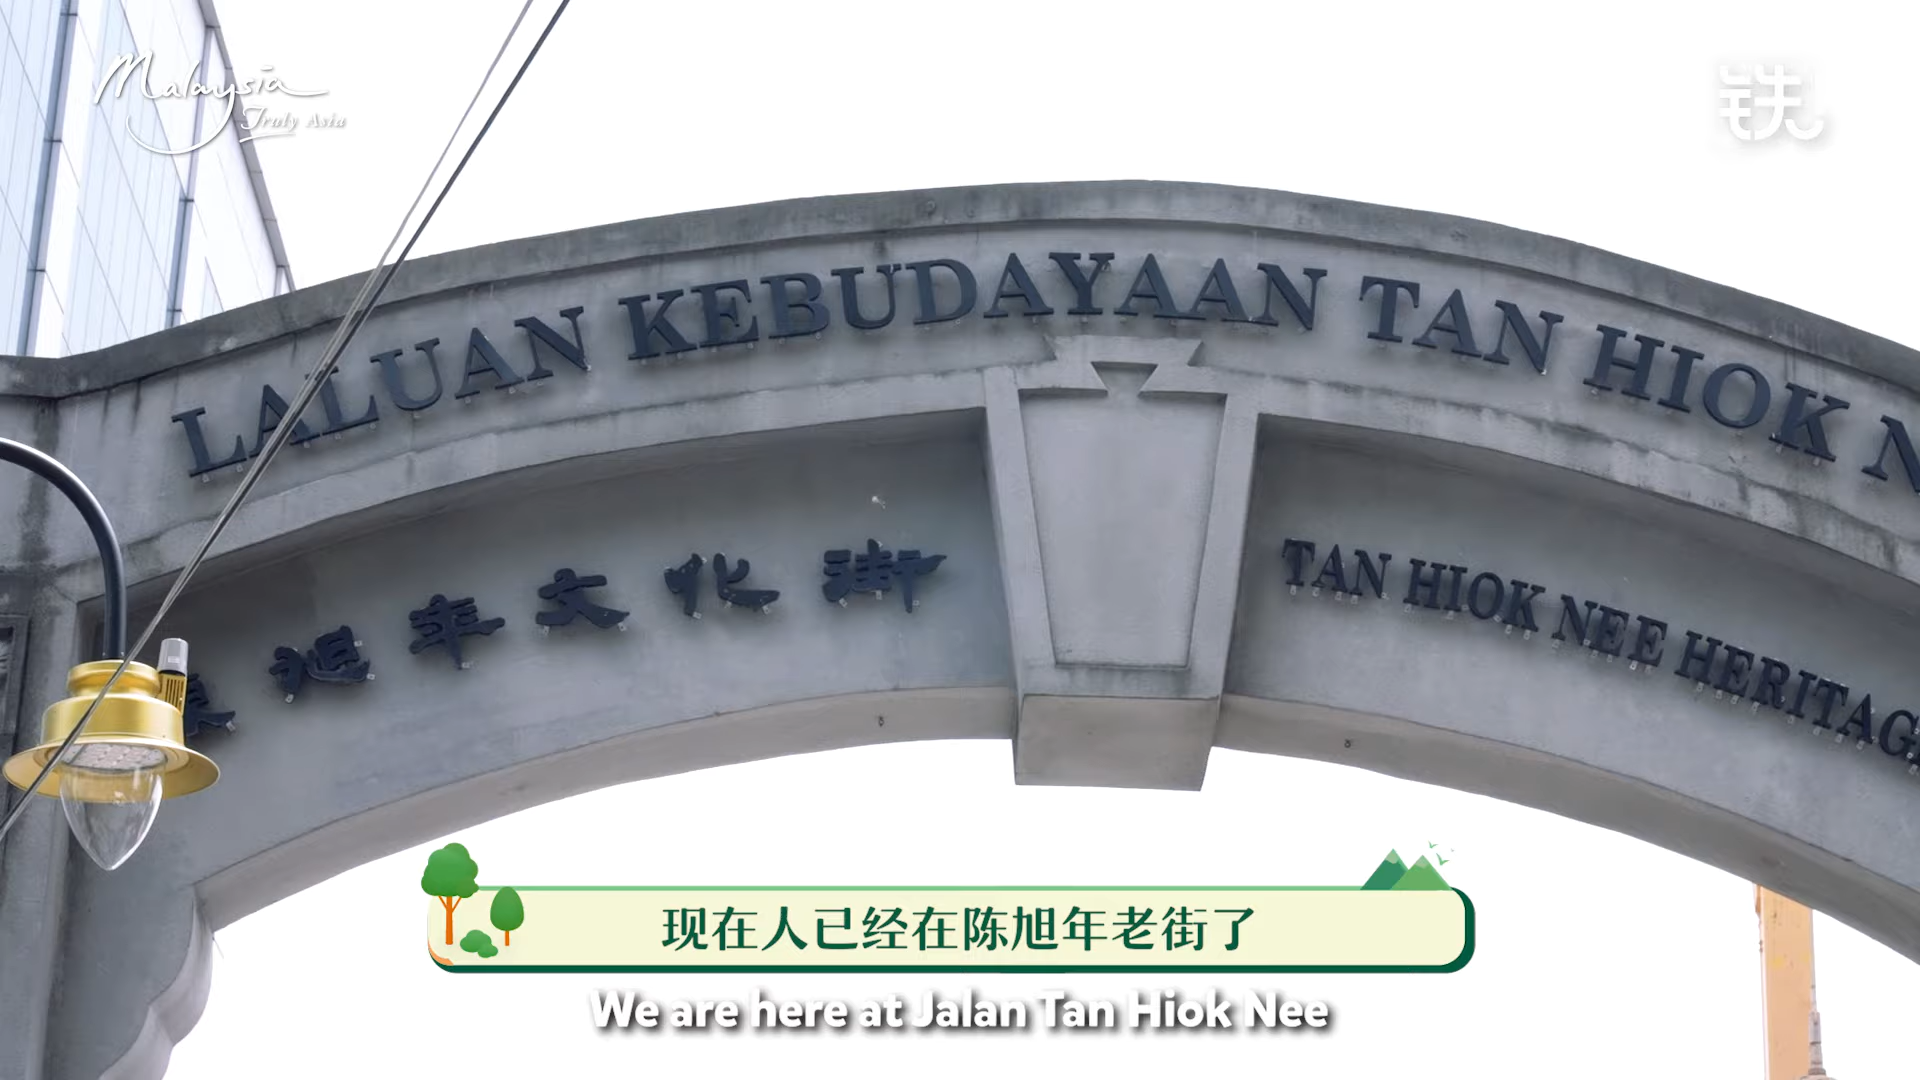 Malaysia
Truly Asia
LALUAN KEBUDAYAAN TAN HIOK
旭年文化街
TAN HIOK NEE HERITAG
现在人已经在陈旭年老街了
We are here at Jalan Tan Hiok Nee